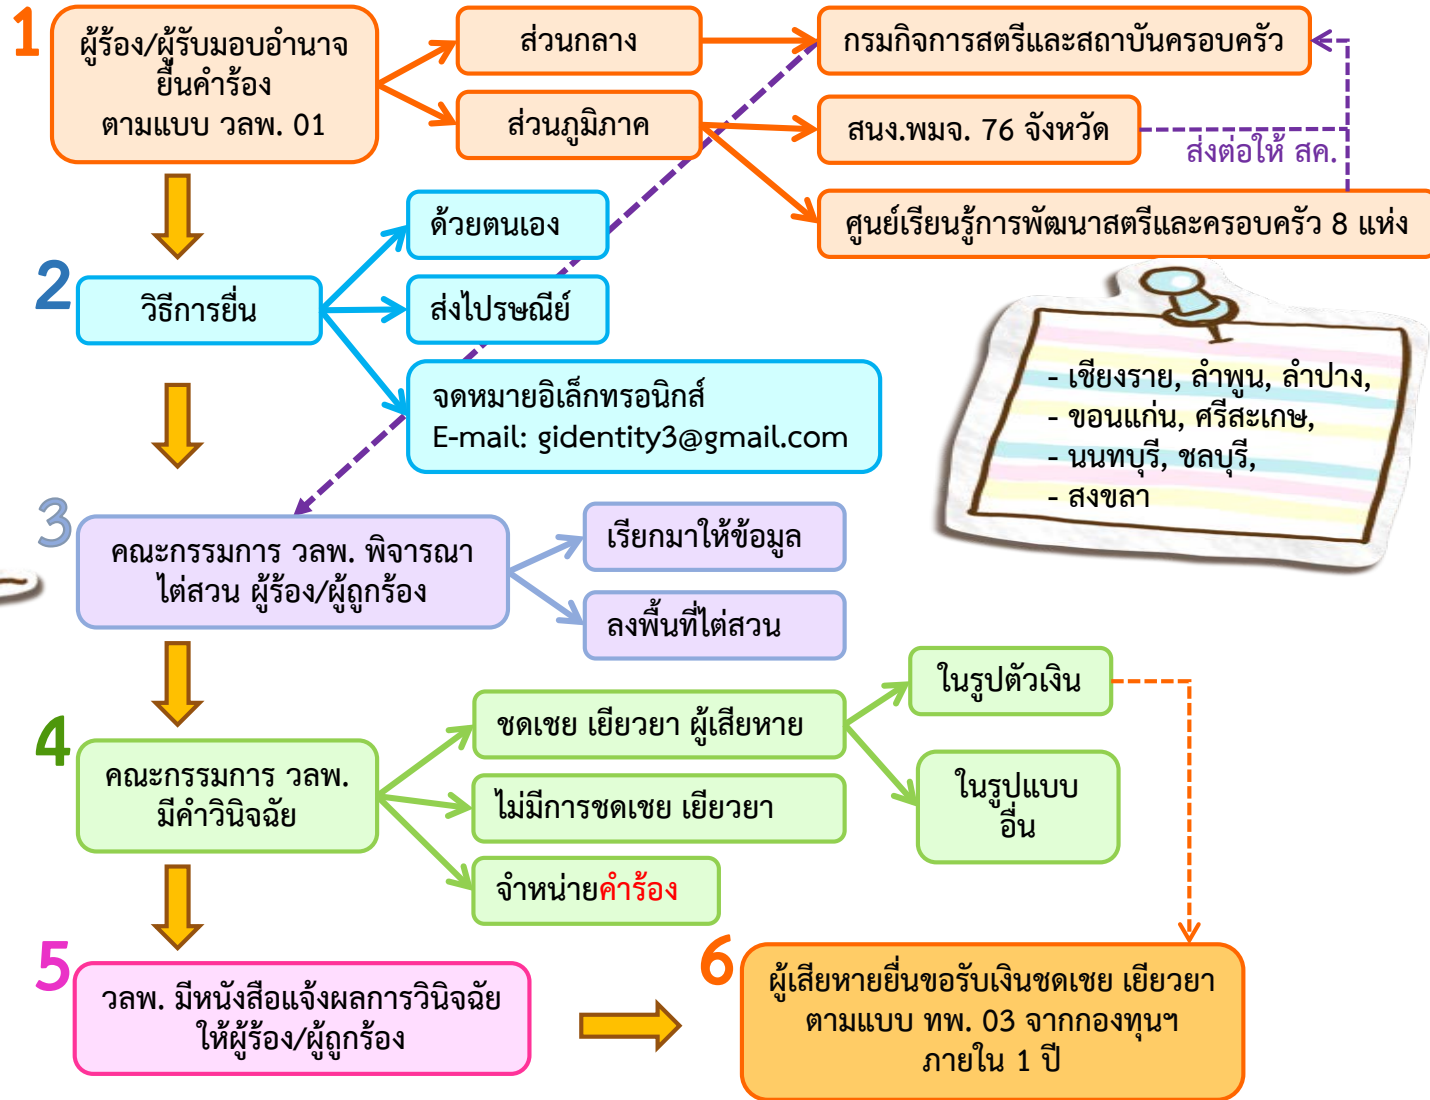 1
ผู้ร้อง/ผู้รับมอบอำนาจ
ยื่นคำร้อง
ตามแบบ วลพ. 01
ส่วนกลาง
ส่วนภูมิภาค
กรมกิจการสตรีและสถาบันครอบครัว
สนง.พมจ. 76 จังหวัด
ส่งต่อให้ สค.
ศูนย์เรียนรู้การพัฒนาสตรีและครอบครัว 8 แห่ง
- เชียงราย, ลำพูน, ลำปาง,
- ขอนแก่น, ศรีสะเกษ,
- นนทบุรี, ชลบุรี,
- สงขลา
2
วิธีการยื่น
ด้วยตนเอง
ส่งไปรษณีย์
จดหมายอิเล็กทรอนิกส์
E-mail: gidentity3@gmail.com
3
คณะกรรมการ วลพ. พิจารณา
ไต่สวน ผู้ร้อง/ผู้ถูกร้อง
เรียกมาให้ข้อมูล
ลงพื้นที่ไต่สวน
4
คณะกรรมการ วลพ.
มีคำวินิจฉัย
ชดเชย เยียวยา ผู้เสียหาย
ไม่มีการชดเชย เยียวยา
จำหน่ายคำร้อง
ในรูปตัวเงิน
ในรูปแบบ
อื่น
5
วลพ. มีหนังสือแจ้งผลการวินิจฉัย
ให้ผู้ร้อง/ผู้ถูกร้อง
6
ผู้เสียหายยื่นขอรับเงินชดเชย เยียวยา
ตามแบบ ทพ. 03 จากกองทุนฯ
ภายใน 1 ปี